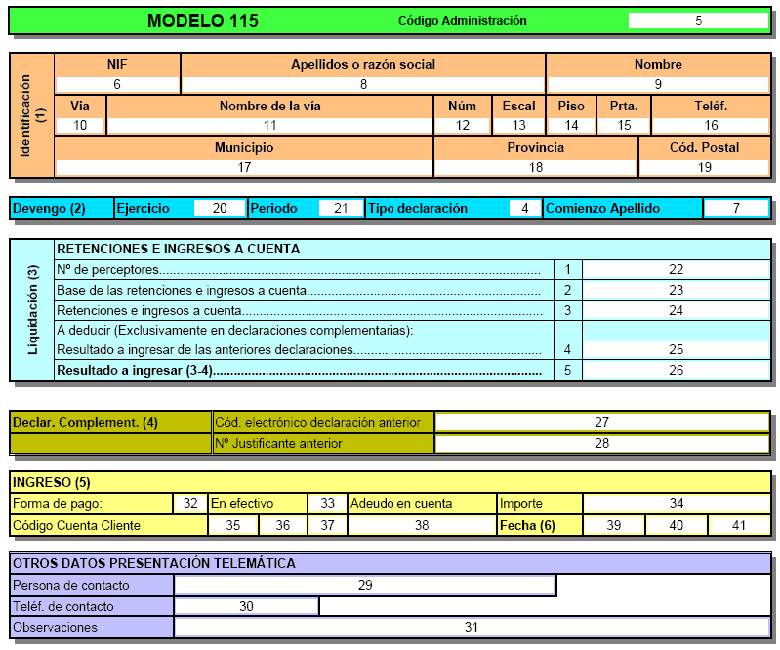 MODELO 115 Código Administración 5
Identificación (1)
NIF Apellidos o razón social Nombre
6 8 9
Via Nombre de la vía Núm Escal Piso Prta. Teléf.
10 11 12 13 14 15 16
Municipio Provincia Cód. Postal
17 18 19
Devengo (2) Ejercicio 20 Periodo 21 Tipo declaración 4 Comienzo Apellido 7
Liquidación (3)
RETENCIONES E INGRESOS A CUENTA
Nº de perceptores 1 22
Base de las retenciones e ingresos a cuenta 2 23
Retenciones e ingresos a cuenta 3 24
A deducir (Exclusivamente en declaraciones complementarias):
Resultado a ingresar de las anteriores declaraciones 4 25
Resultado a ingresar (3-4) 5 26
Declar. Complement. (4) Cód. electrónico declaración anterior 27
Nº Justificante anterior 28
INGRESO (5)
Forma de pago: 32 En efectivo 33 Adeudo en cuenta Importe 34
Código Cuenta Cliente 35 36 37 38 Fecha (6) 39 40 41
OTROS DATOS PRESENTACIÓN TELEMÁTICA
Persona de contacto 29
Teléf. de contacto 30
Observaciones 31